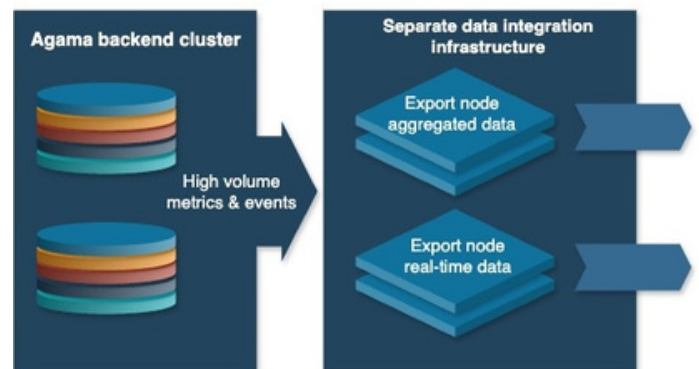 Agama backend cluster
High volume
metrics & events
Separate data integration
infrastructure
Export node
aggregated data
Export node
real-time data